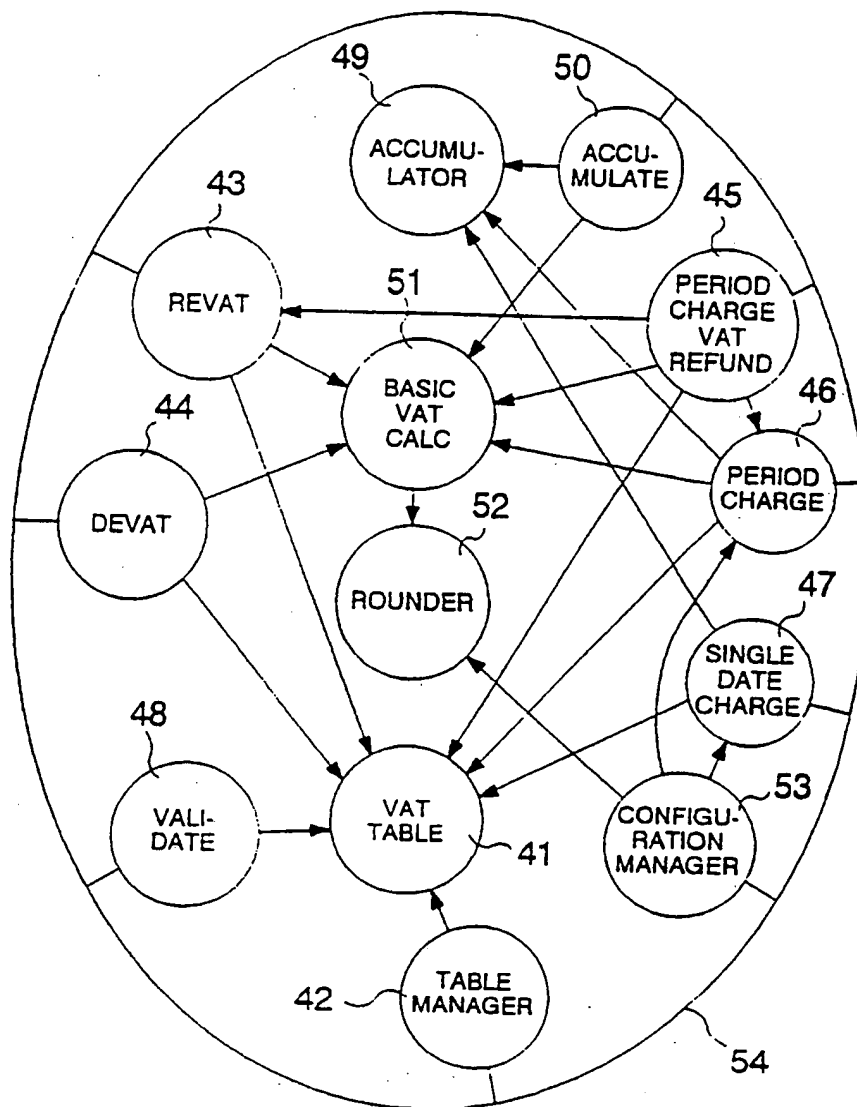 49
50
ACCUMU-
LATOR
ACCU-
MULATE
43
45
REVAT
51
PERIOD
CHARGE
VAT
REFUND
BASIC
VAT
CALC
44
46
PERIOD
CHARGE
DEVAT
52
ROUNDER
47
SINGLE
DATE
CHARGE
48
53
VALI-
DATE
VAT
TABLE
41
CONFIGU-
RATION
MANAGER
42
TABLE
MANAGER
54